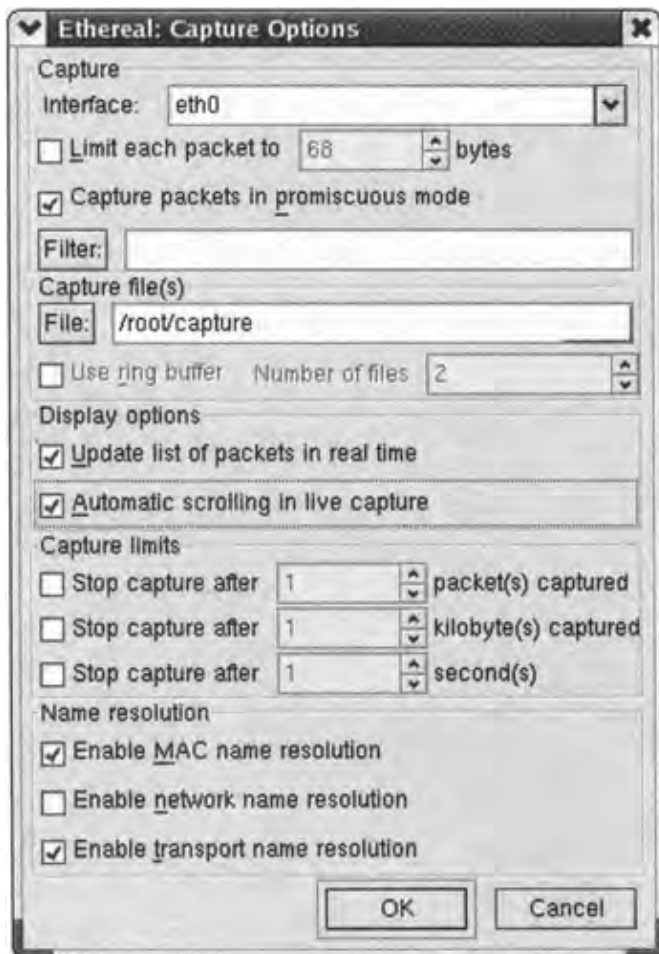 Ethereal: Capture Options
Capture
Interface: eth0
Limit each packet to 68 bytes
Capture packets in promiscuous mode
Filter:
Capture file(s)
File: /root/capture
Use ring buffer Number of files 2
Display options
Update list of packets in real time
Automatic scrolling in live capture
Capture limits
Stop capture after 1 packet(s) captured
Stop capture after 1 kilobyte(s) captured
Stop capture after 1 second(s)
Name resolution
Enable MAC name resolution
Enable network name resolution
Enable transport name resolution
OK Cancel